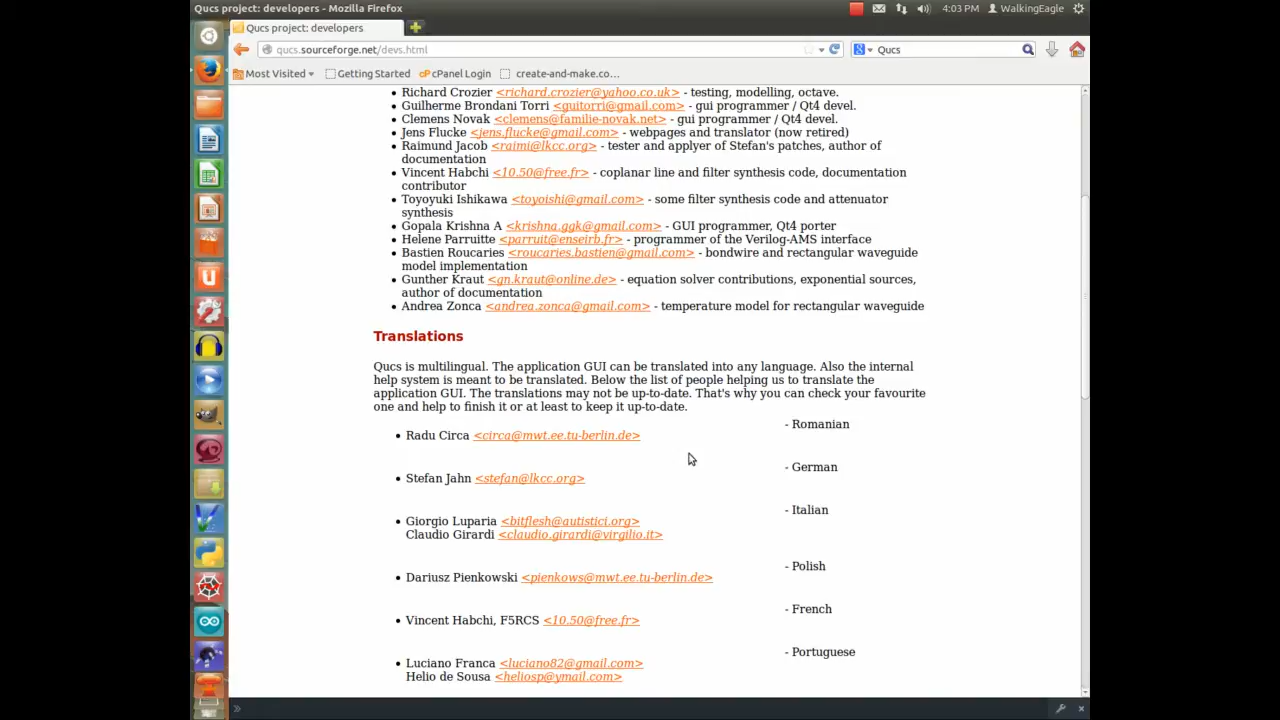 Qucs project: developers - Mozilla Firefox
4:03 PM
WalkingEagle
Qucs project: developers
qucs.sourceforge.net/devs.html
Qucs
Most Visited
Getting Started
cPanel Login
create-and-make.co...
Richard Crozier <richard.crozier@yahoo.co.uk> - testing, modelling, octave.
Guilherme Brondani Torri <guitorri@gmail.com> - gui programmer / Qt4 devel.
Clemens Novak <clemens@familie-novak.net> - gui programmer / Qt4 devel.
Jens Flucke <jens.flucke@gmail.com> - webpages and translator (now retired)
Raimund Jacob <raimi@lkcc.org> - tester and applyer of Stefan's patches, author of
documentation
Vincent Habchi <10.50@free.fr> - coplanar line and filter synthesis code, documentation
contributor
Toyoyuki Ishikawa <toyoishi@gmail.com> - some filter synthesis code and attenuator
synthesis
Gopala Krishna A <krishna.ggk@gmail.com> - GUI programmer, Qt4 porter
Helene Parruitte <parruit@enseirb.fr> - programmer of the Verilog-AMS interface
Bastien Roucaries <roucaries.bastien@gmail.com> - bondwire and rectangular waveguide
model implementation
Gunther Kraut <gn.kraut@online.de> - equation solver contributions, exponential sources,
author of documentation
Andrea Zonca <andrea.zonca@gmail.com> - temperature model for rectangular waveguide
Translations
Qucs is multilingual. The application GUI can be translated into any language. Also the internal
help system is meant to be translated. Below the list of people helping us to translate the
application GUI. The translations may not be up-to-date. That's why you can check your favourite
one and help to finish it or at least to keep it up-to-date.
- Romanian
Radu Circa <circa@mwt.ee.tu-berlin.de>
- German
Stefan Jahn <stefan@lkcc.org>
- Italian
Giorgio Luparia <bitflesh@autistici.org>
Claudio Girardi <claudio.girardi@virgilio.it>
- Polish
Dariusz Pienkowski <pienkows@mwt.ee.tu-berlin.de>
- French
Vincent Habchi, F5RCS <10.50@free.fr>
- Portuguese
Luciano Franca <luciano82@gmail.com>
Helio de Sousa <heliosp@ymail.com>